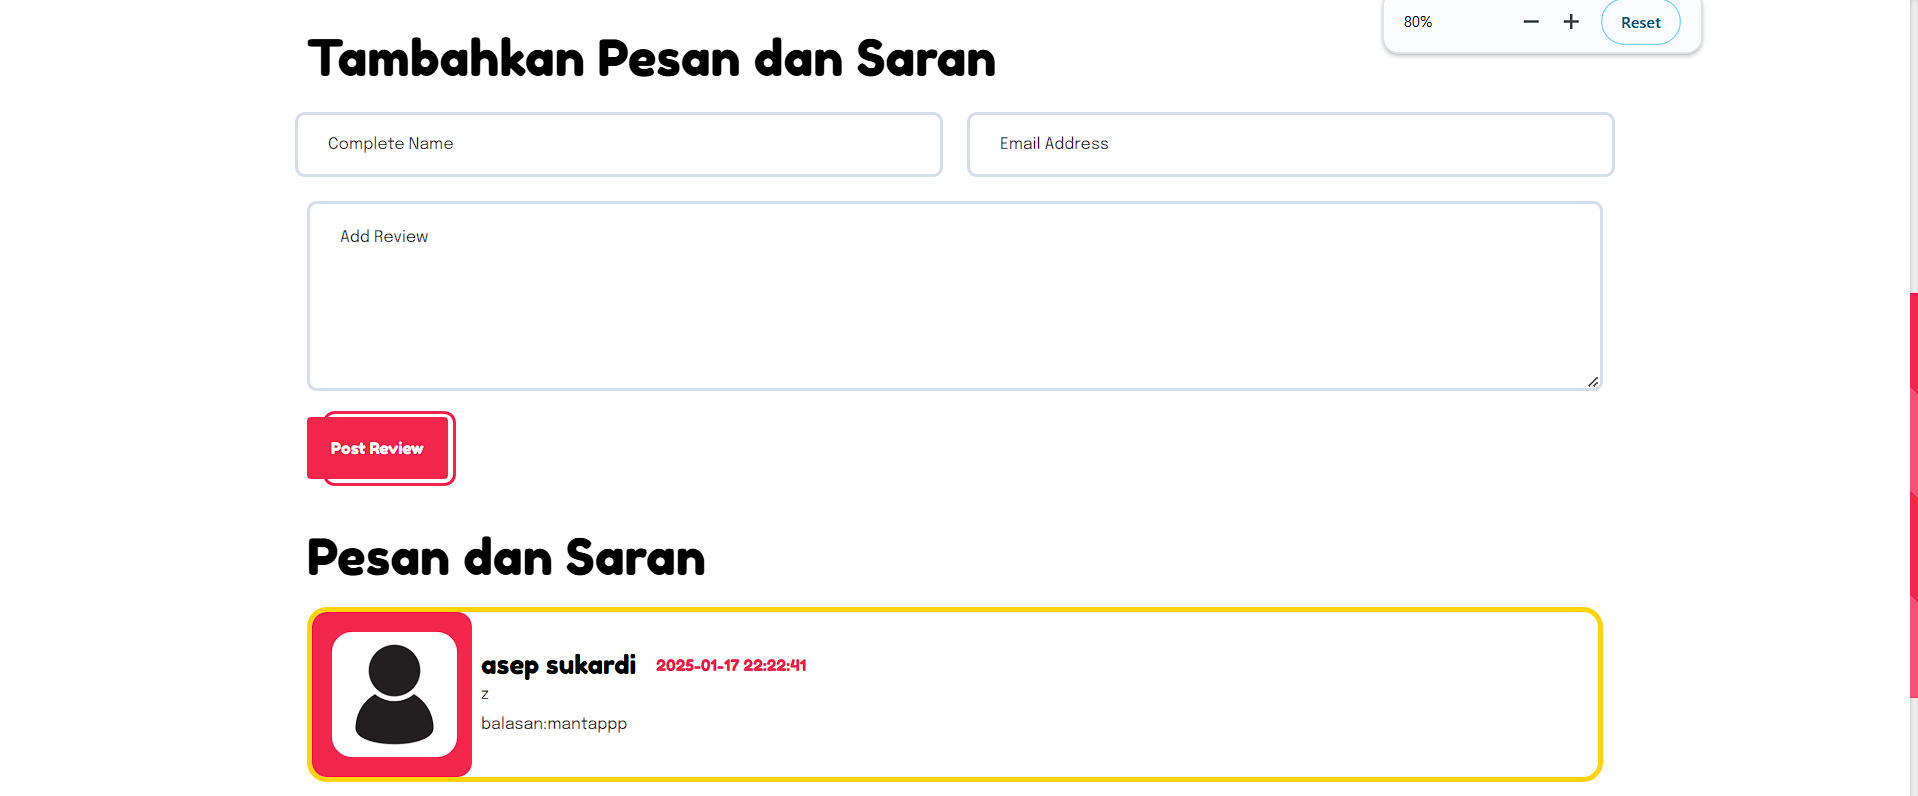 80%
Reset
Tambahkan Pesan dan Saran
Complete Name
Email Address
Add Review
Post Review
Pesan dan Saran
asep sukardi 2025-01-17 22:22:41
z
balasan:mantappp